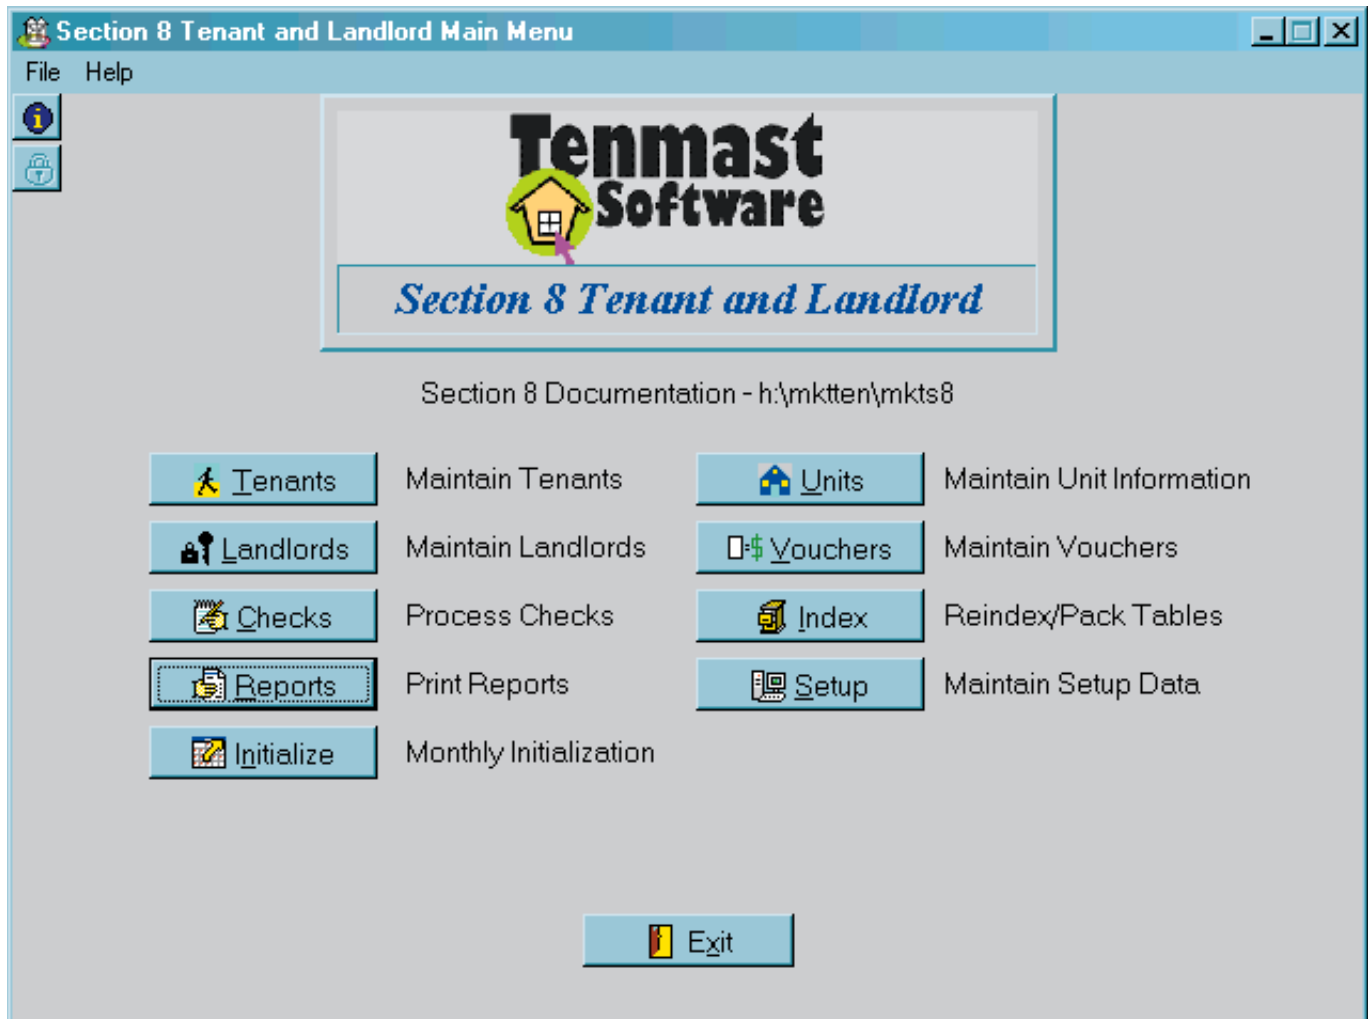 Section 8 Tenant and Landlord Main Menu
File Help
Tenmast
Software
Section 8 Tenant and Landlord
Section 8 Documentation - h:\mktten\mkts8
Tenants Maintain Tenants Units Maintain Unit Information
Landlords Maintain Landlords Vouchers Maintain Vouchers
Checks Process Checks Index Reindex/Pack Tables
Reports Print Reports Setup Maintain Setup Data
Initialize Monthly Initialization
Exit